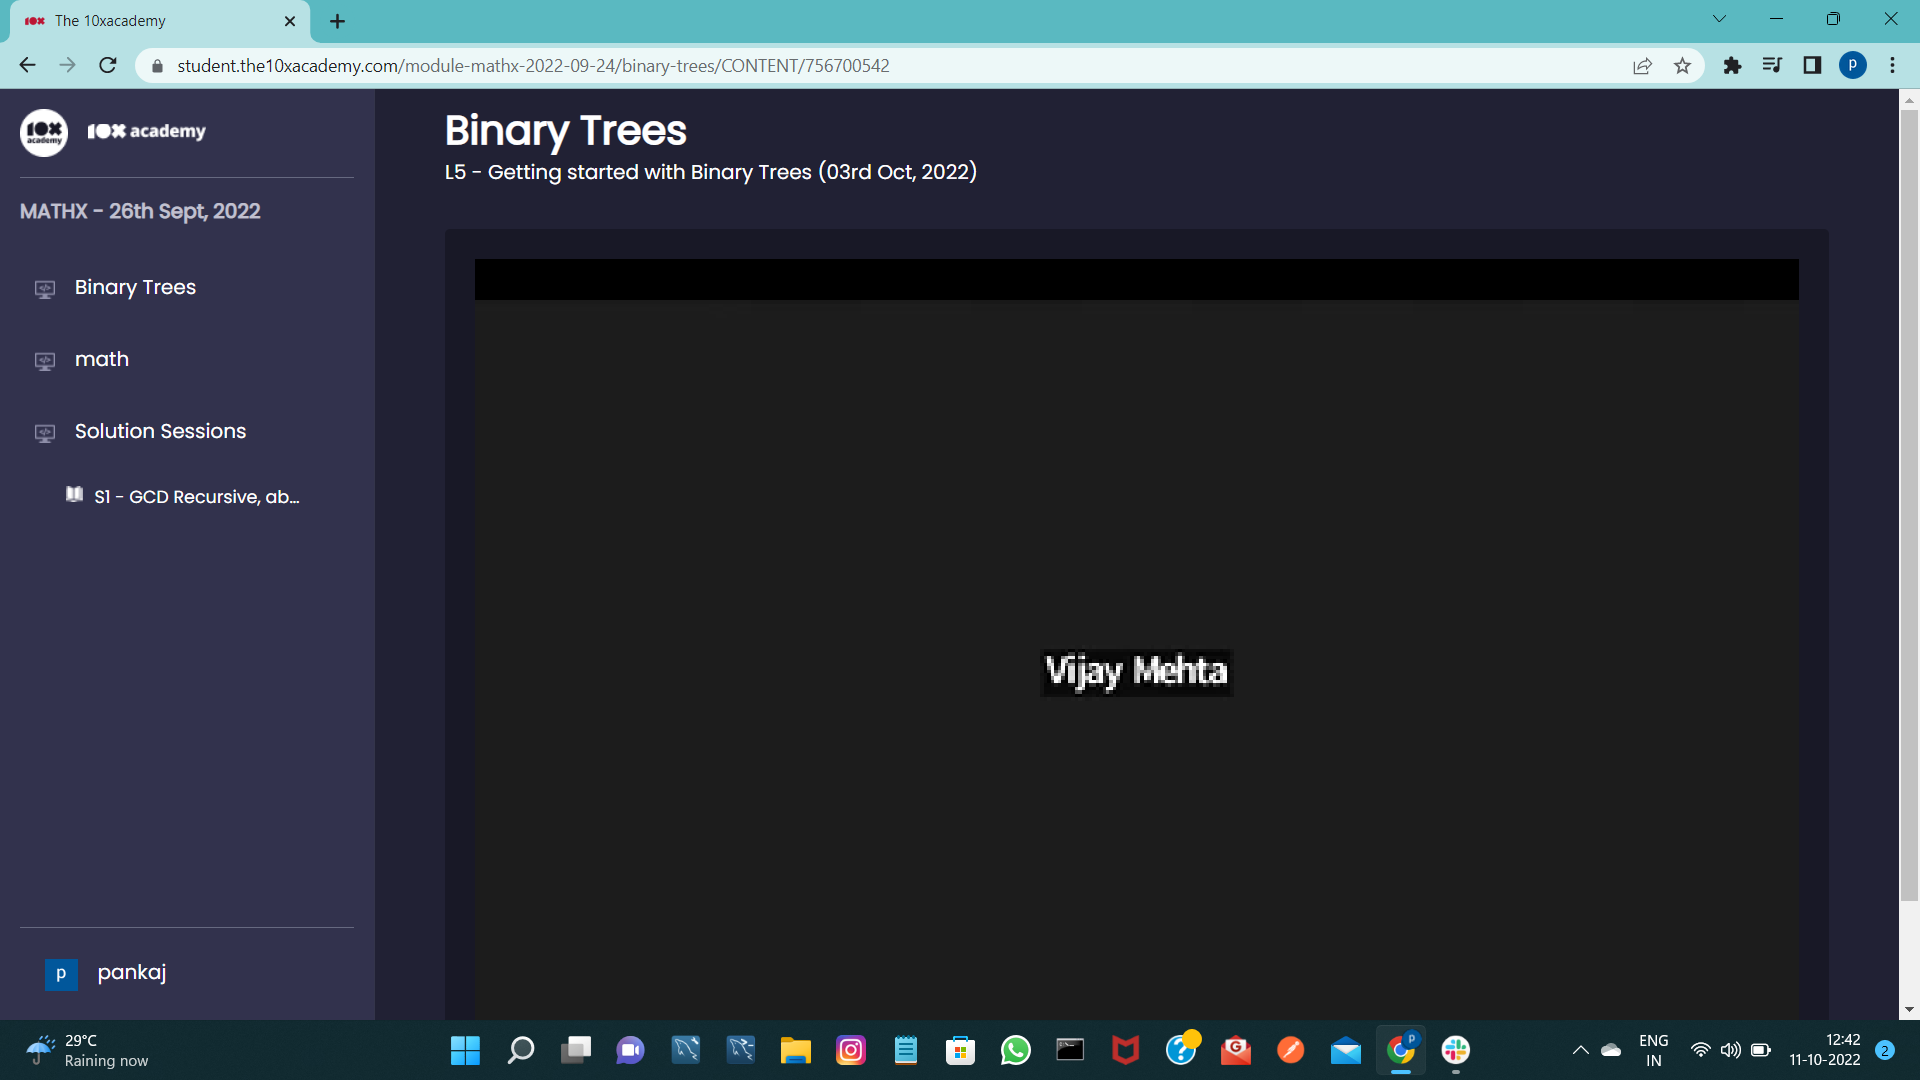 The 10xacademy
student.the10xacademy.com/module-mathx-2022-09-24/binary-trees/CONTENT/756700542
P
10x academy
10x academy
MATHX - 26th Sept, 2022
Binary Trees
math
Solution Sessions
S1 - GCD Recursive, ab...
p
pankaj
Binary Trees
L5 - Getting started with Binary Trees (03rd Oct, 2022)
Vijay Mehta
29°C
Raining now
ENG
IN
12:42
11-10-2022
2